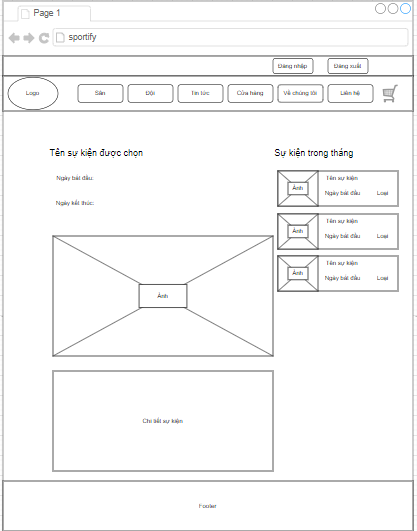 Page 1
sportify
Đăng nhập
Đăng xuất
Logo
Sân
Đội
Tin tức
Cửa hàng
Về chúng tôi
Liên hệ
Tên sự kiện được chọn
Ngày bắt đầu:
Ngày kết thúc:
Ảnh
Chi tiết sự kiện
Sự kiện trong tháng
Ảnh
Tên sự kiện
Ngày bắt đầu
Loại
Ảnh
Tên sự kiện
Ngày bắt đầu
Loại
Ảnh
Tên sự kiện
Ngày bắt đầu
Loại
Footer